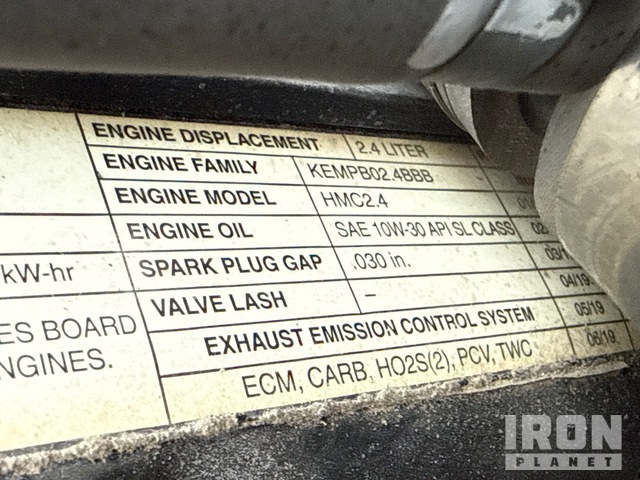 ENGINE DISPLACEMENT 2.4 LITER
ENGINE FAMILY KEMPB02.4BBB
ENGINE MODEL HMC2.4
ENGINE OIL SAE 10W-30 API SL CLASS
kW-hr SPARK PLUG GAP .030 in.
VALVE LASH – 04/19
ES BOARD EXHAUST EMISSION CONTROL SYSTEM 05/19
NGINES. ECM, CARB, HO2S(2), PCV, TWC 06/19
IRON
PLANET